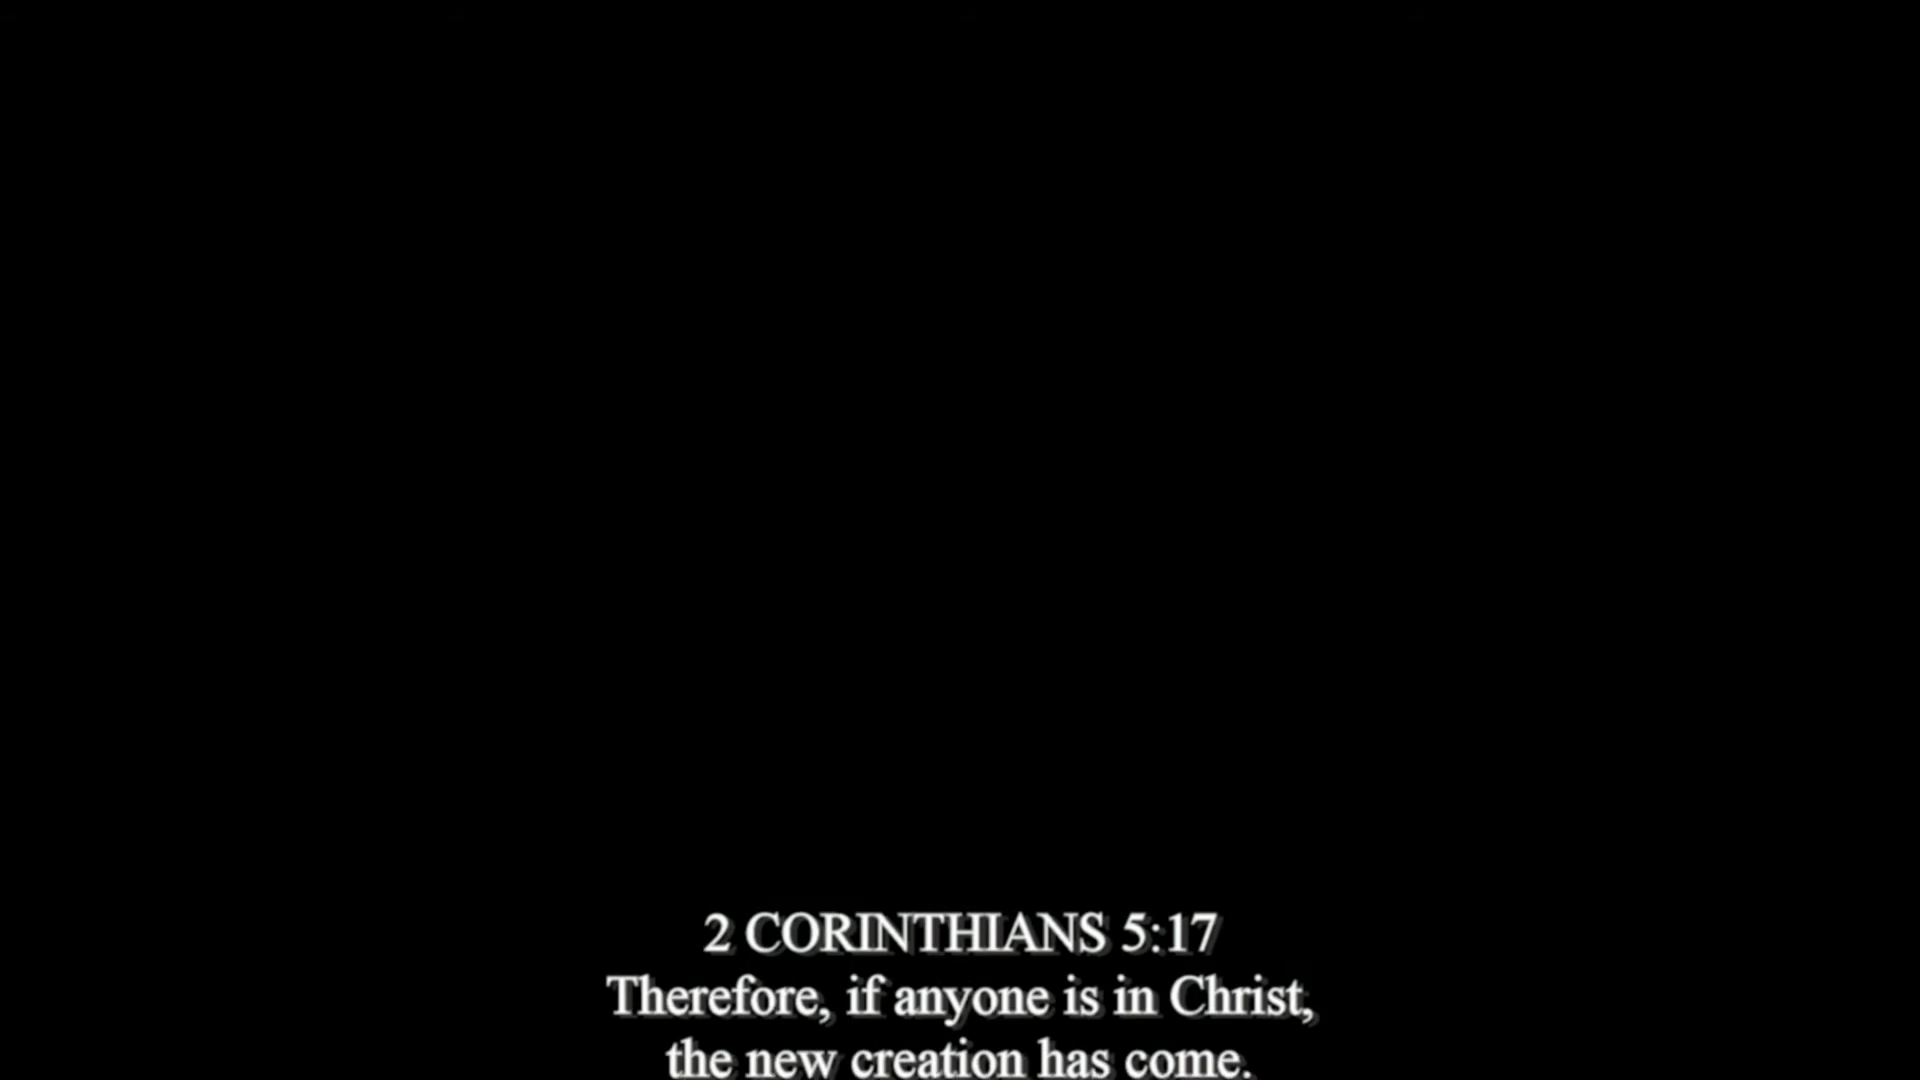 2 CORINTHIANS 5:17
Therefore, if anyone is in Christ,
the new creation has come.